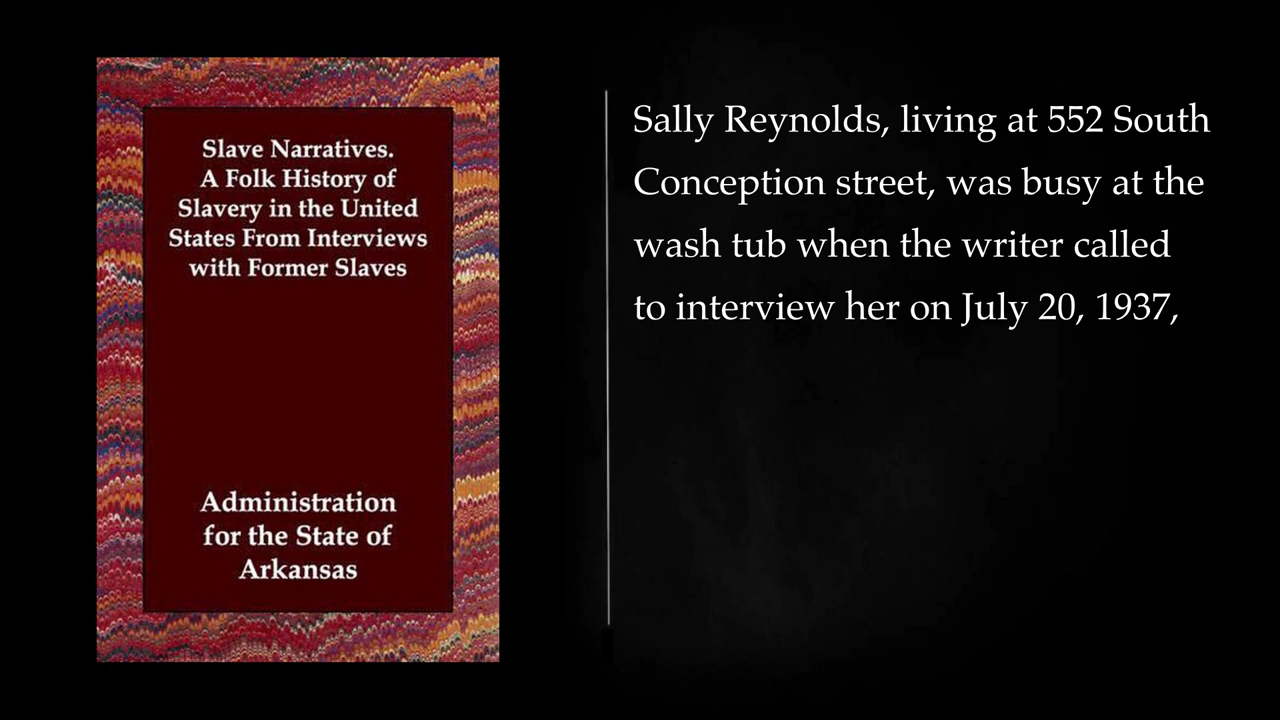 Slave Narratives.
A Folk History of
Slavery in the United
States From Interviews
with Former Slaves
Administration
for the State of
Arkansas
Sally Reynolds, living at 552 South
Conception street, was busy at the
wash tub when the writer called
to interview her on July 20, 1937,